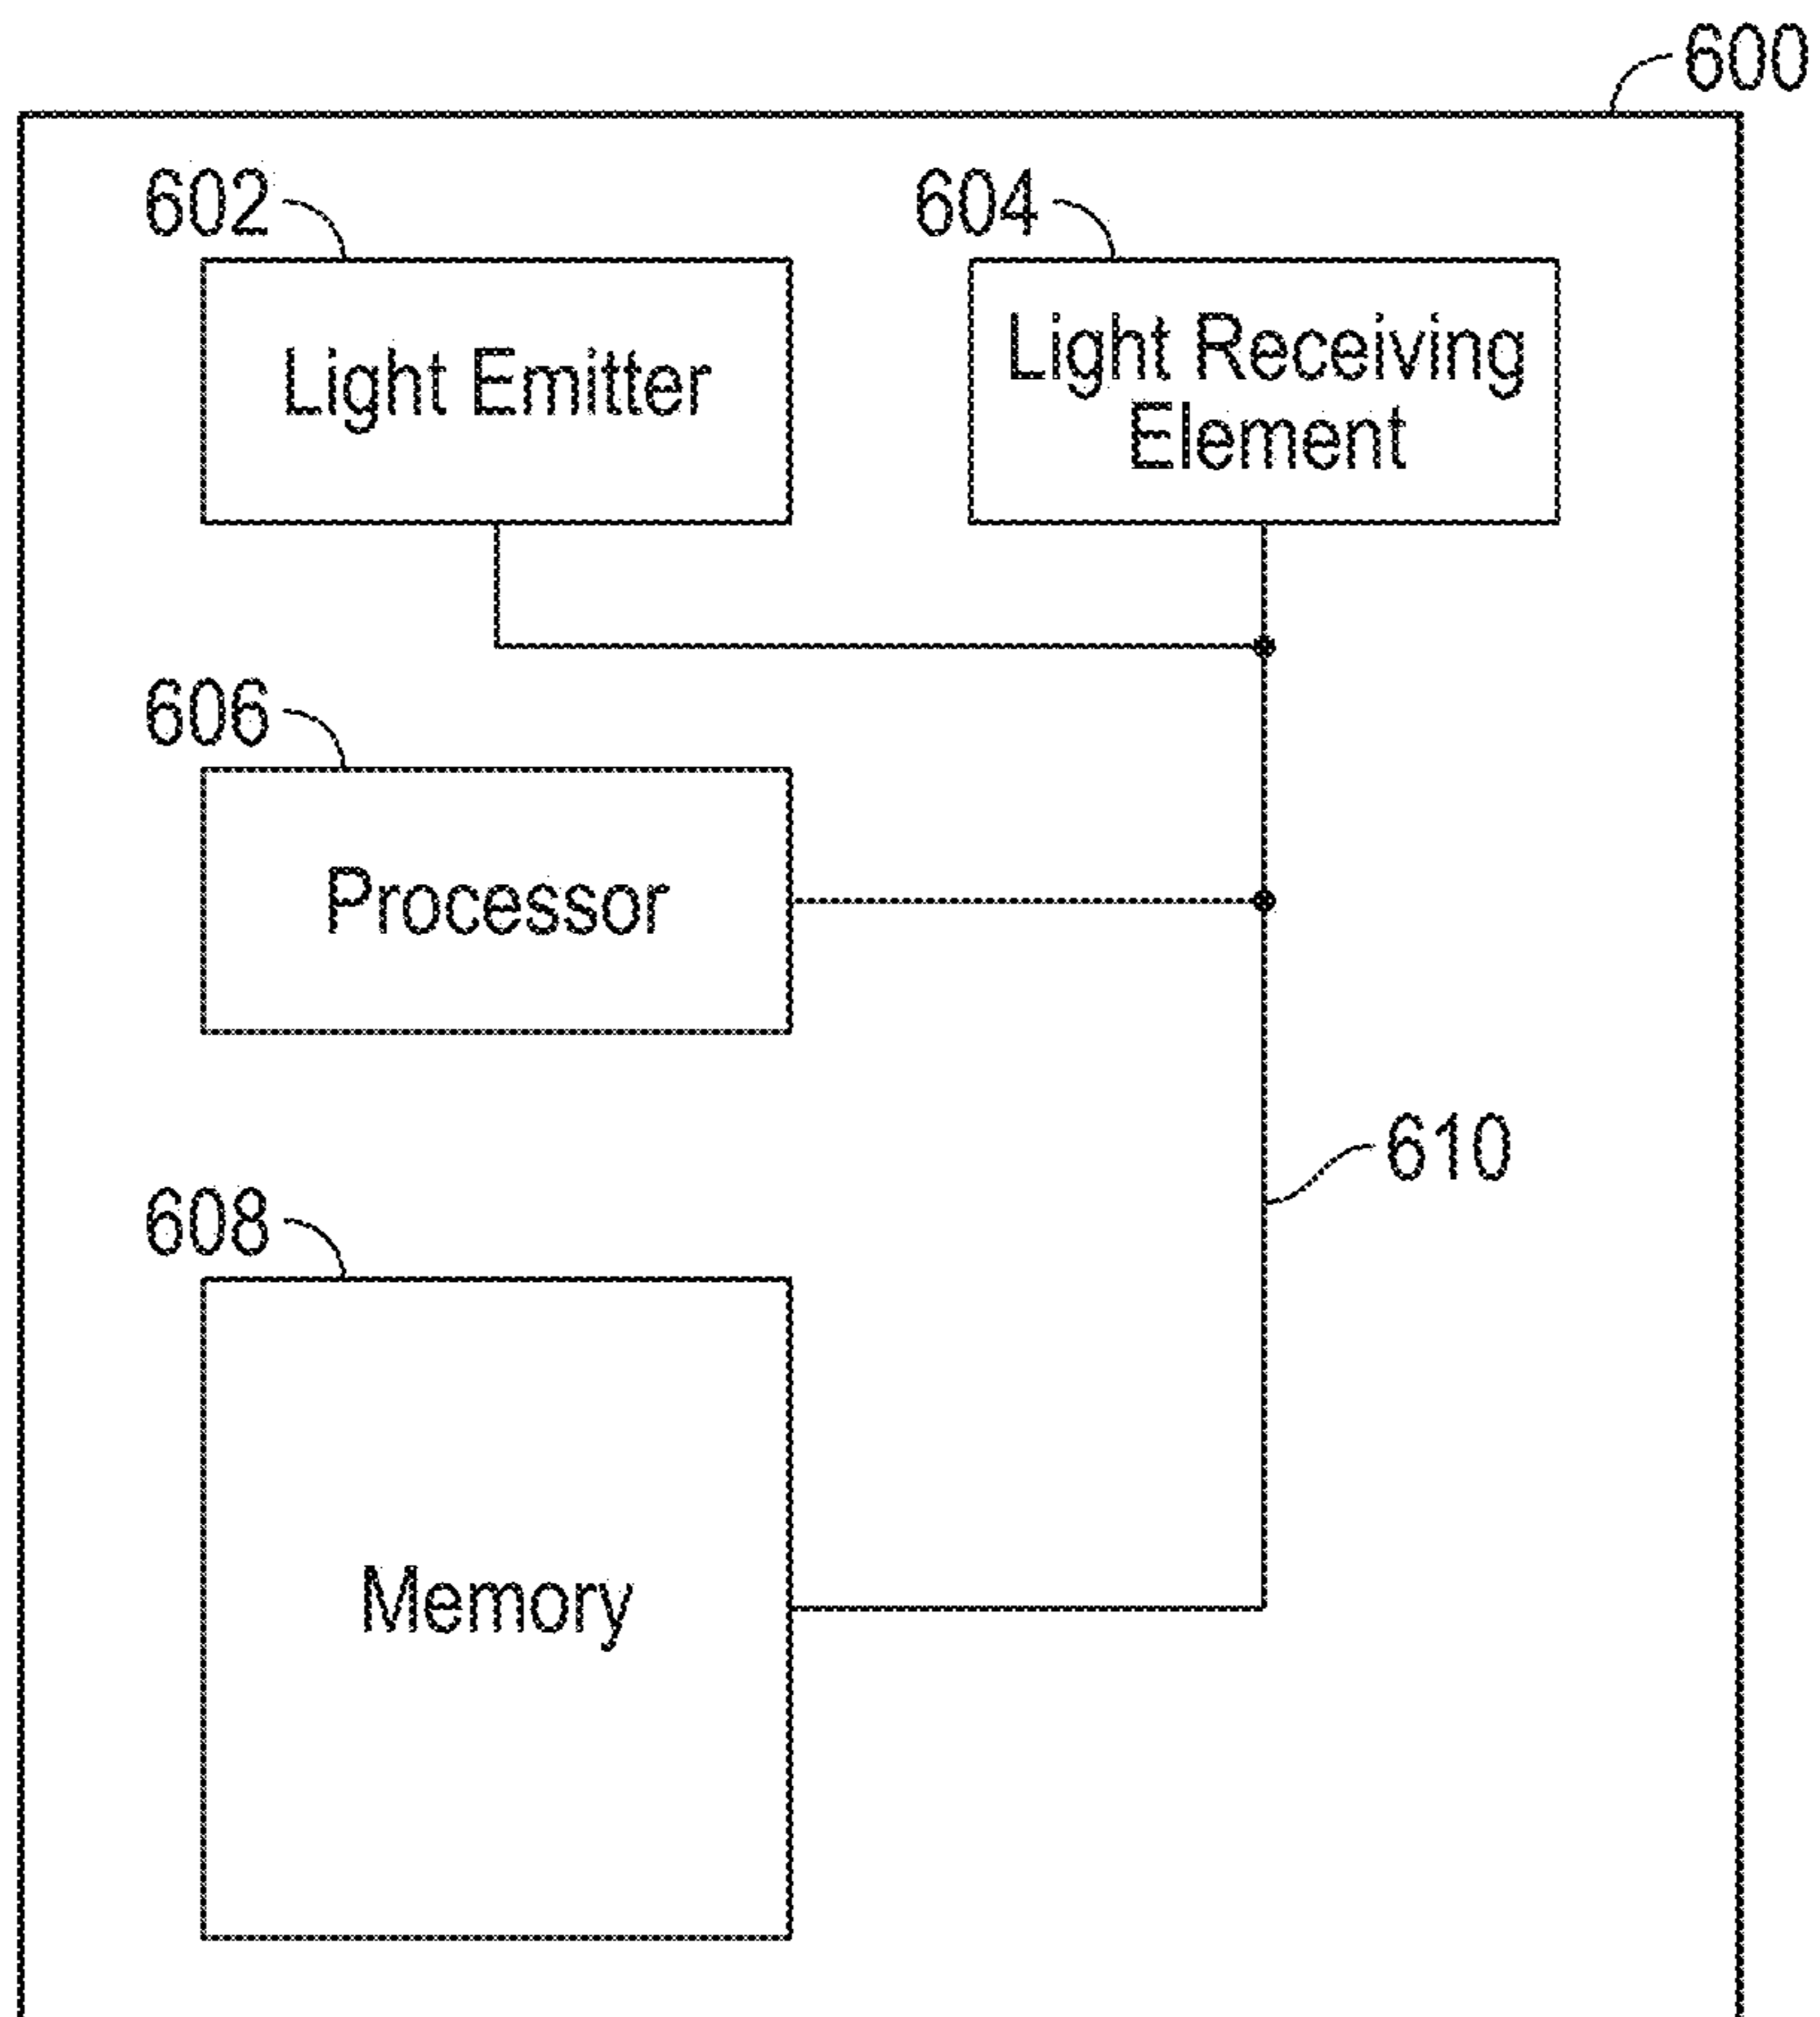 600
602
604
Light Emitter
Light Receiving
Element
606
Processor
610
608
Memory